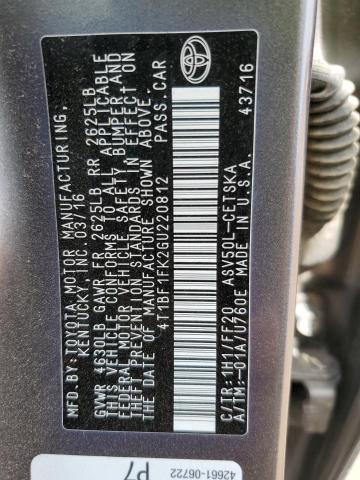 MFD.BY:TOYOTA MOTOR MANUFACTURING,
KENTUCKY, INC. 03/16
GVWR 4630LB GAWR FR 2625LB RR 2625LB
THIS VEHICLE CONFORMS TO ALL APPLICABLE
FEDERAL MOTOR VEHICLE SAFETY, BUMPER, AND
THEFT PREVENTION STANDARDS IN EFFECT ON
THE DATE OF MANUFACTURE SHOWN ABOVE.
4T1BF1FK2GU220812 PASS.CAR
C/TR:1H1/FF20 ASV50L-CETSKA
A/TM:-01A/U760E MADE IN U.S.A.
43716
TOYOTA
42661-06722
P7